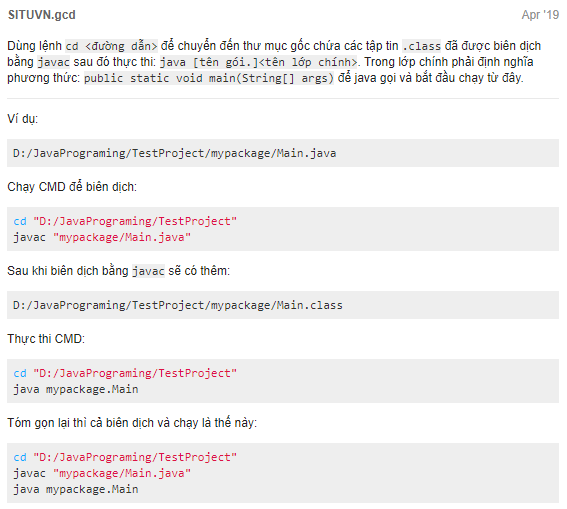 SITUVN.gcd
Apr '19
Dùng lệnh cd <đường dẫn> để chuyển đến thư mục gốc chứa các tập tin .class đã được biên dịch
bằng javac sau đó thực thi: java [tên gói.]<tên lớp chính>. Trong lớp chính phải định nghĩa
phương thức: public static void main(String[] args) để java gọi và bắt đầu chạy từ đây.
Ví dụ:
D:/JavaPrograming/TestProject/mypackage/Main.java
Chạy CMD để biên dịch:
cd "D:/JavaPrograming/TestProject"
javac "mypackage/Main.java"
Sau khi biên dịch bằng javac sẽ có thêm:
D:/JavaPrograming/TestProject/mypackage/Main.class
Thực thi CMD:
cd "D:/JavaPrograming/TestProject"
java mypackage.Main
Tóm gọn lại thì cả biên dịch và chạy là thế này:
cd "D:/JavaPrograming/TestProject"
javac "mypackage/Main.java"
java mypackage.Main